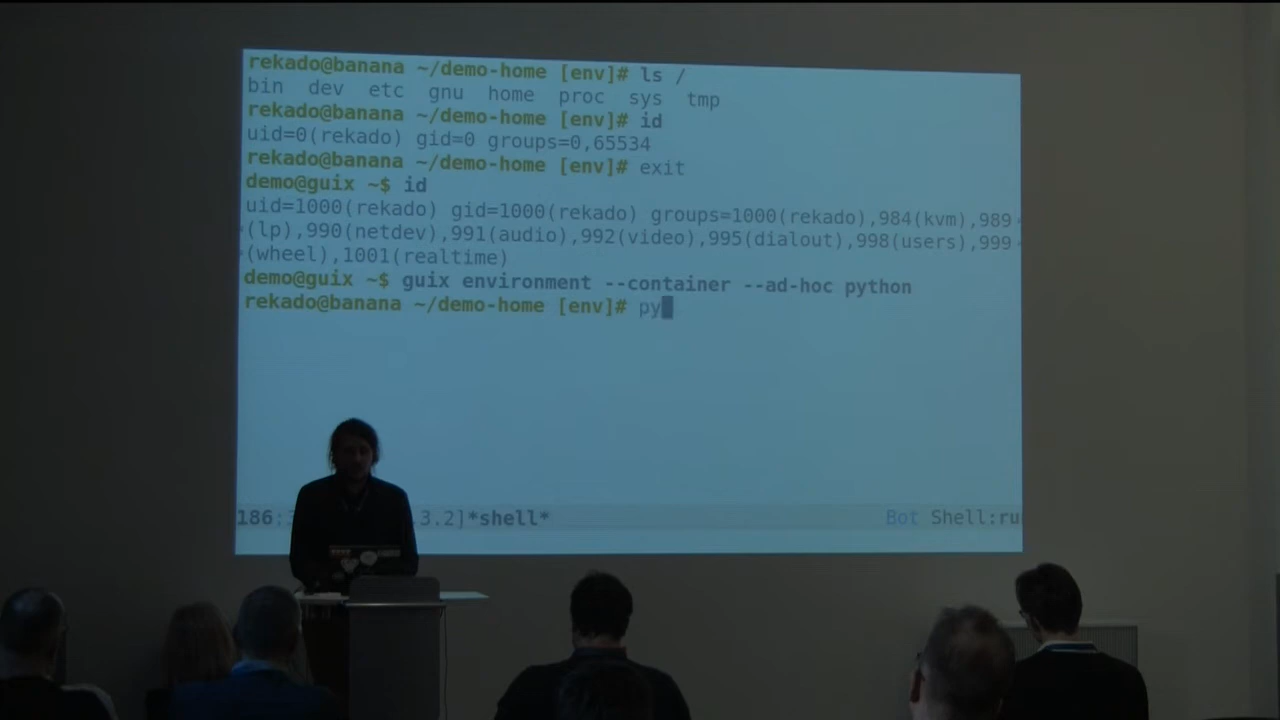 rekado@banana ~/demo-home [env]# ls /
bin dev etc gnu home proc sys tmp
rekado@banana ~/demo-home [env]# id
uid=0(rekado) gid=0 groups=0,65534
rekado@banana ~/demo-home [env]# exit
demo@guix ~$ id
uid=1000(rekado) gid=1000(rekado) groups=1000(rekado),984(kvm),989
(lp),990(netdev),991(audio),992(video),995(dialout),998(users),999
(wheel),1001(realtime)
demo@guix ~$ guix environment --container --ad-hoc python
rekado@banana ~/demo-home [env]# py
186: .3.2]*shell* Bot Shell:ru